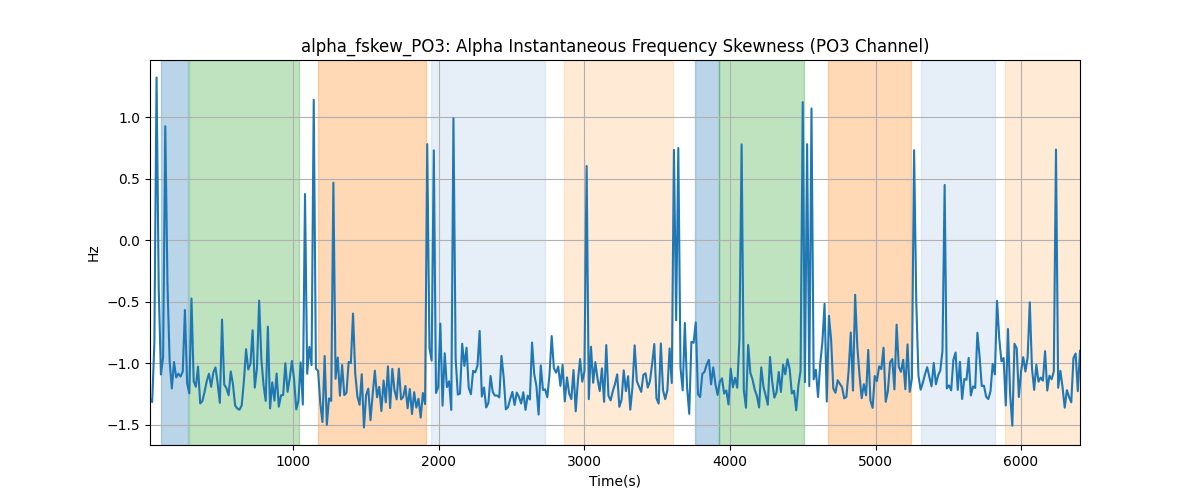 alpha_fskew_PO3: Alpha Instantaneous Frequency Skewness (PO3 Channel)
1.0
0.5
0.0
−0.5
−1.0
−1.5
Hz
1000 2000 3000 4000 5000 6000
Time(s)